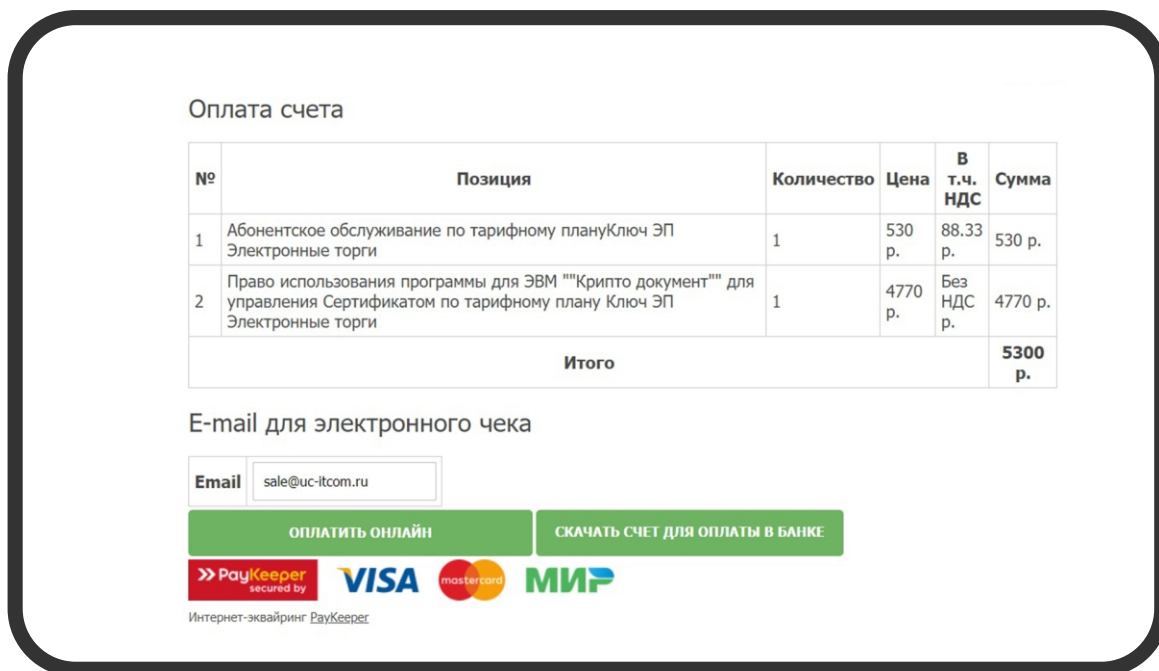 Оплата счета
№ Позиция Количество Цена В т.ч. НДС Сумма
1 Абонентское обслуживание по тарифному плануКлюч ЭП
Электронные торги 1 530 р. 88.33 р. 530 р.
2 Право использования программы для ЭВМ ""Крипто документ"" для
управления Сертификатом по тарифному плану Ключ ЭП
Электронные торги 1 4770 р. Без НДС р. 4770 р.
Итого 5300 р.
E-mail для электронного чека
Email sale@uc-itcom.ru
ОПЛАТИТЬ ОНЛАЙН СКАЧАТЬ СЧЕТ ДЛЯ ОПЛАТЫ В БАНКЕ
PayKeeper secured by VISA mastercard МИР
Интернет-эквайринг PayKeeper